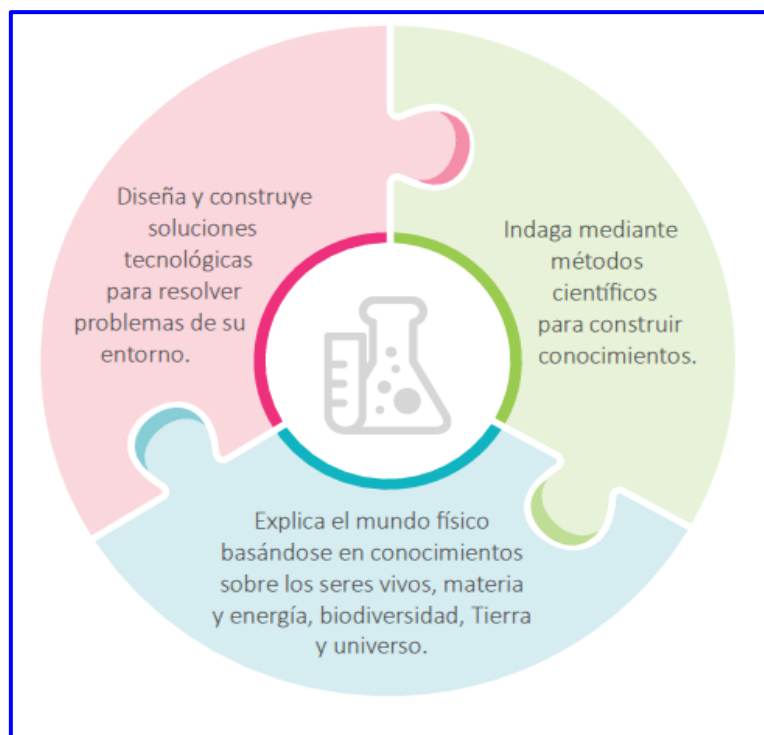 Diseña y construye
soluciones
tecnológicas
para resolver
problemas de su
entorno.
Indaga mediante
métodos
científicos
para construir
conocimientos.
Explica el mundo físico
basándose en conocimientos
sobre los seres vivos, materia
y energía, biodiversidad, Tierra
y universo.